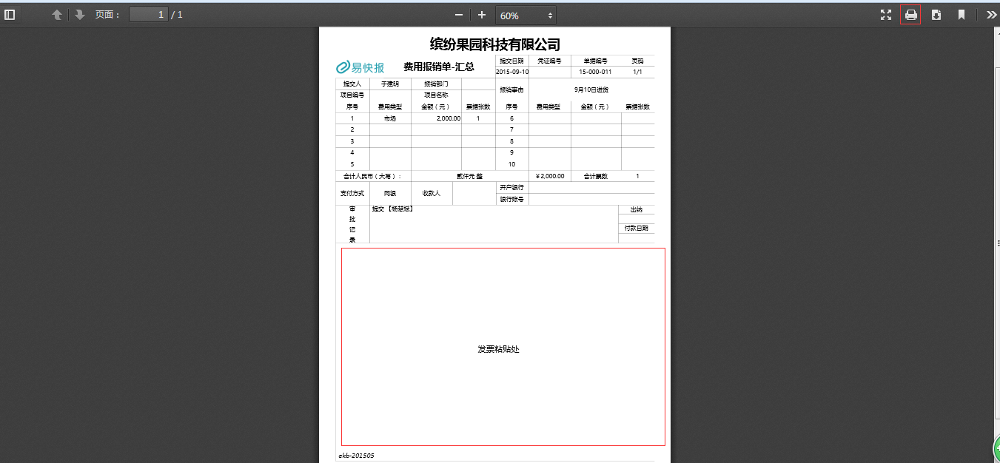 页面： 1 / 1 60%
缤纷果园科技有限公司
易快报 费用报销单-汇总
提交日期 凭证编号 单据编号 页码
2015-09-10 15-000-011 1/1
提交人 于建明 报销部门 报销事由 9月10日进货
项目编号 项目名称
序号 费用类型 金额（元） 票据张数 序号 费用类型 金额（元） 票据张数
1 市场 2,000.00 1 6
2 7
3 8
4 9
5 10
合计人民币（大写）： 贰仟元 整 ￥2,000.00 合计票数 1
支付方式 网银 收款人 开户银行
银行账号
审批记录 提交 【杨慧斌】 出纳
付款日期
发票粘贴处
ekb-201505